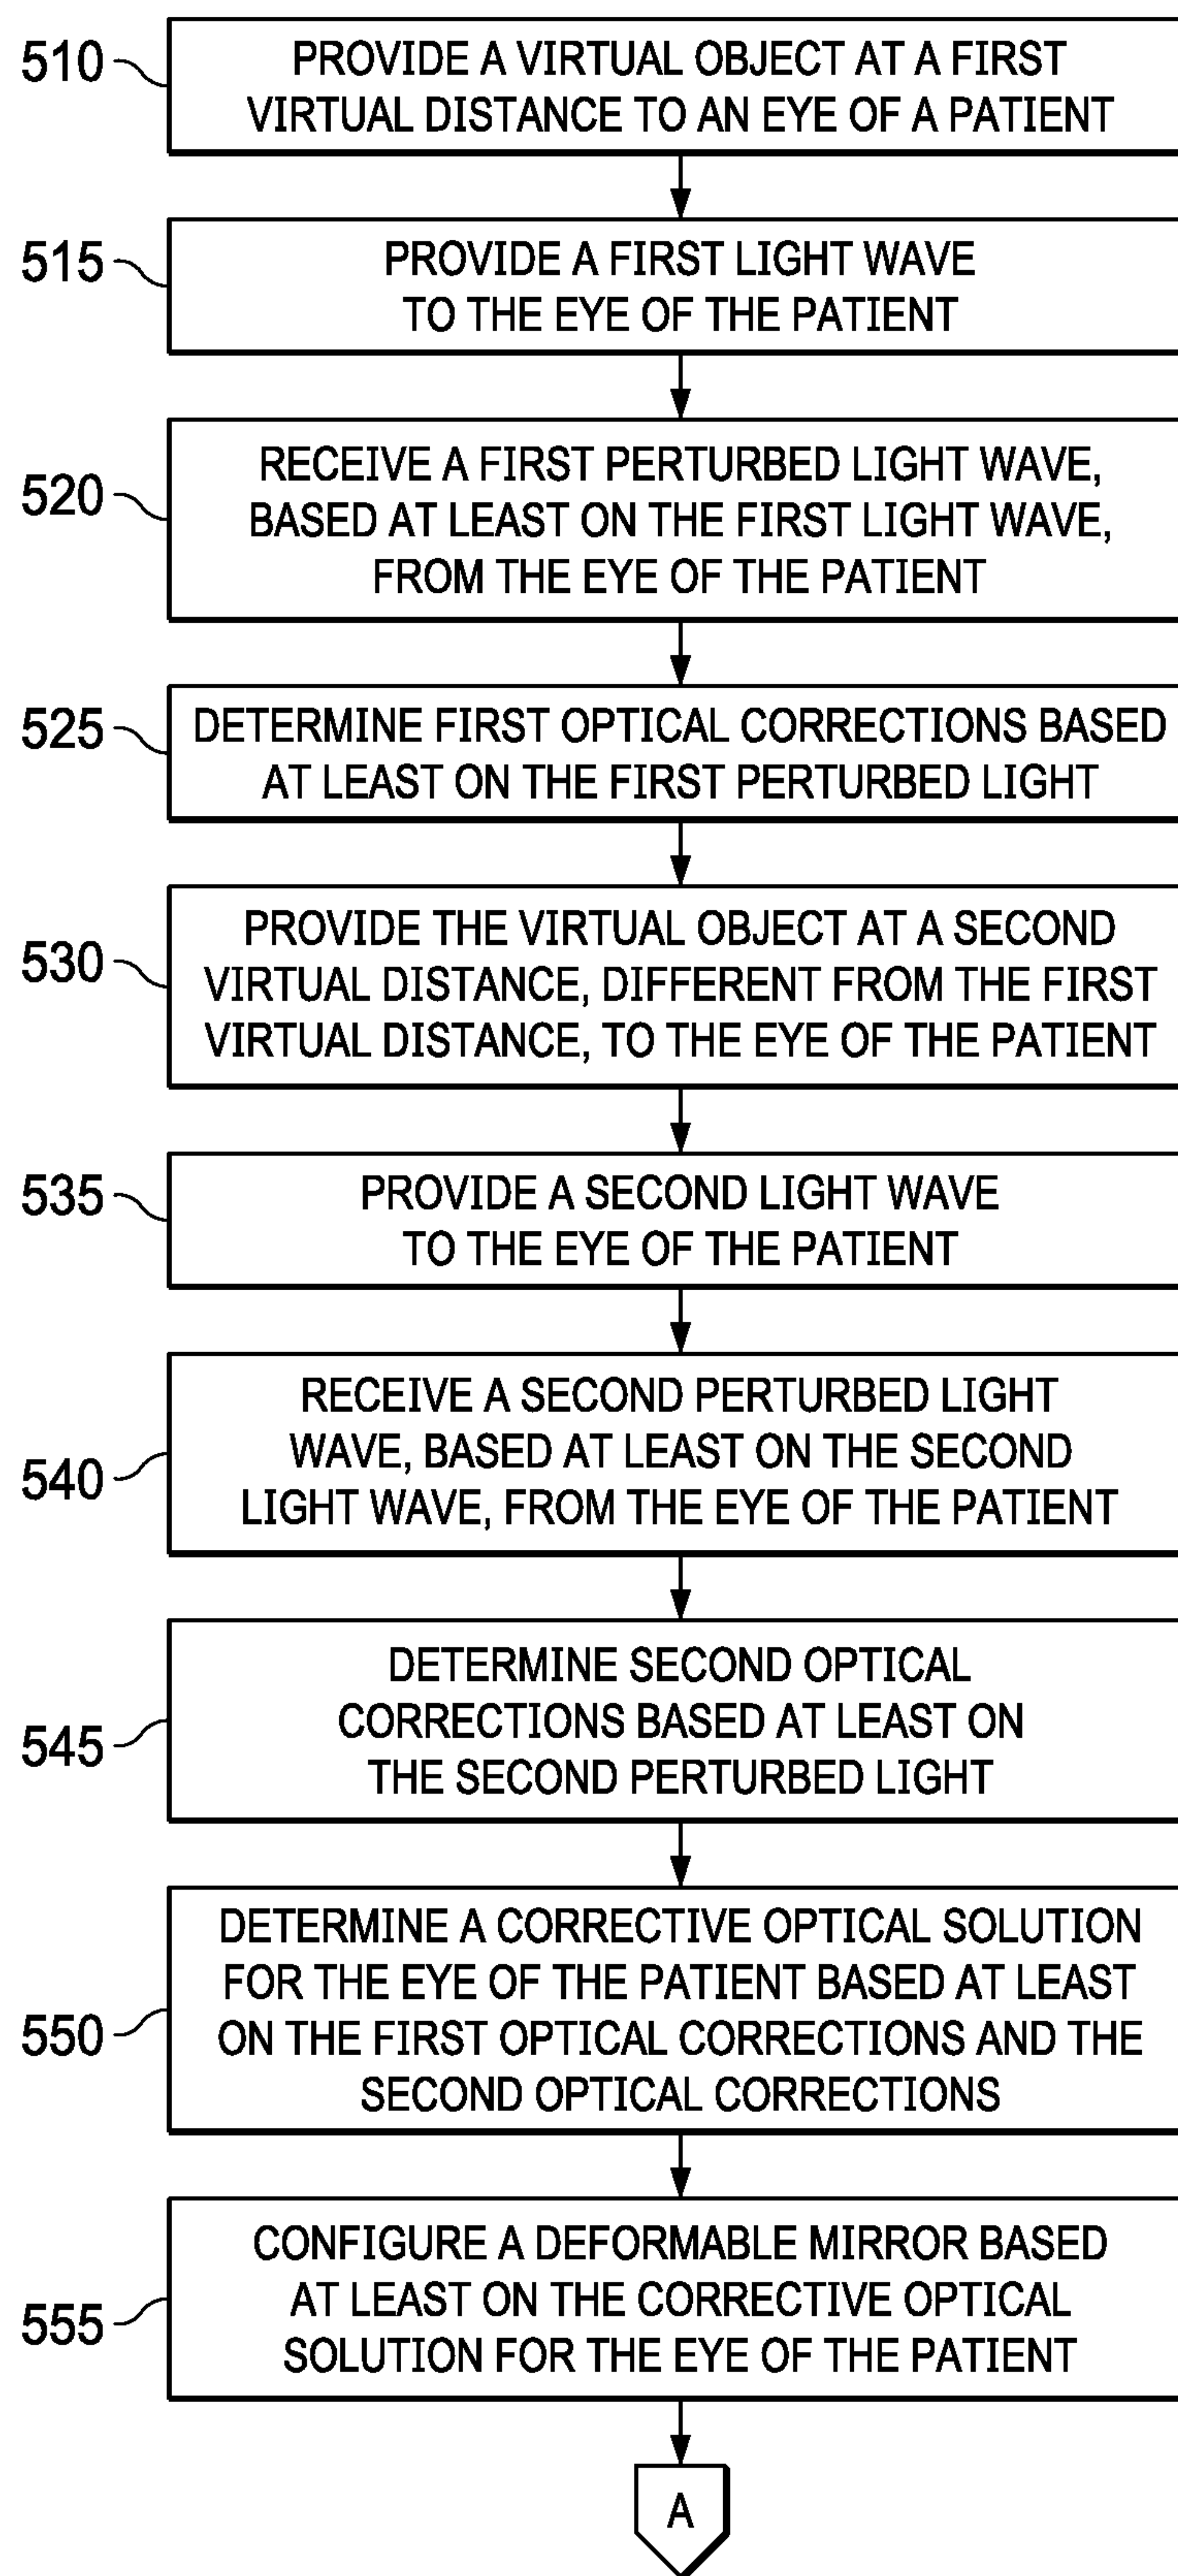 510
PROVIDE A VIRTUAL OBJECT AT A FIRST
VIRTUAL DISTANCE TO AN EYE OF A PATIENT
515
PROVIDE A FIRST LIGHT WAVE
TO THE EYE OF THE PATIENT
520
RECEIVE A FIRST PERTURBED LIGHT WAVE,
BASED AT LEAST ON THE FIRST LIGHT WAVE,
FROM THE EYE OF THE PATIENT
525
DETERMINE FIRST OPTICAL CORRECTIONS BASED
AT LEAST ON THE FIRST PERTURBED LIGHT
530
PROVIDE THE VIRTUAL OBJECT AT A SECOND
VIRTUAL DISTANCE, DIFFERENT FROM THE FIRST
VIRTUAL DISTANCE, TO THE EYE OF THE PATIENT
535
PROVIDE A SECOND LIGHT WAVE
TO THE EYE OF THE PATIENT
540
RECEIVE A SECOND PERTURBED LIGHT
WAVE, BASED AT LEAST ON THE SECOND
LIGHT WAVE, FROM THE EYE OF THE PATIENT
545
DETERMINE SECOND OPTICAL
CORRECTIONS BASED AT LEAST ON
THE SECOND PERTURBED LIGHT
550
DETERMINE A CORRECTIVE OPTICAL SOLUTION
FOR THE EYE OF THE PATIENT BASED AT LEAST
ON THE FIRST OPTICAL CORRECTIONS AND THE
SECOND OPTICAL CORRECTIONS
555
CONFIGURE A DEFORMABLE MIRROR BASED
AT LEAST ON THE CORRECTIVE OPTICAL
SOLUTION FOR THE EYE OF THE PATIENT
A